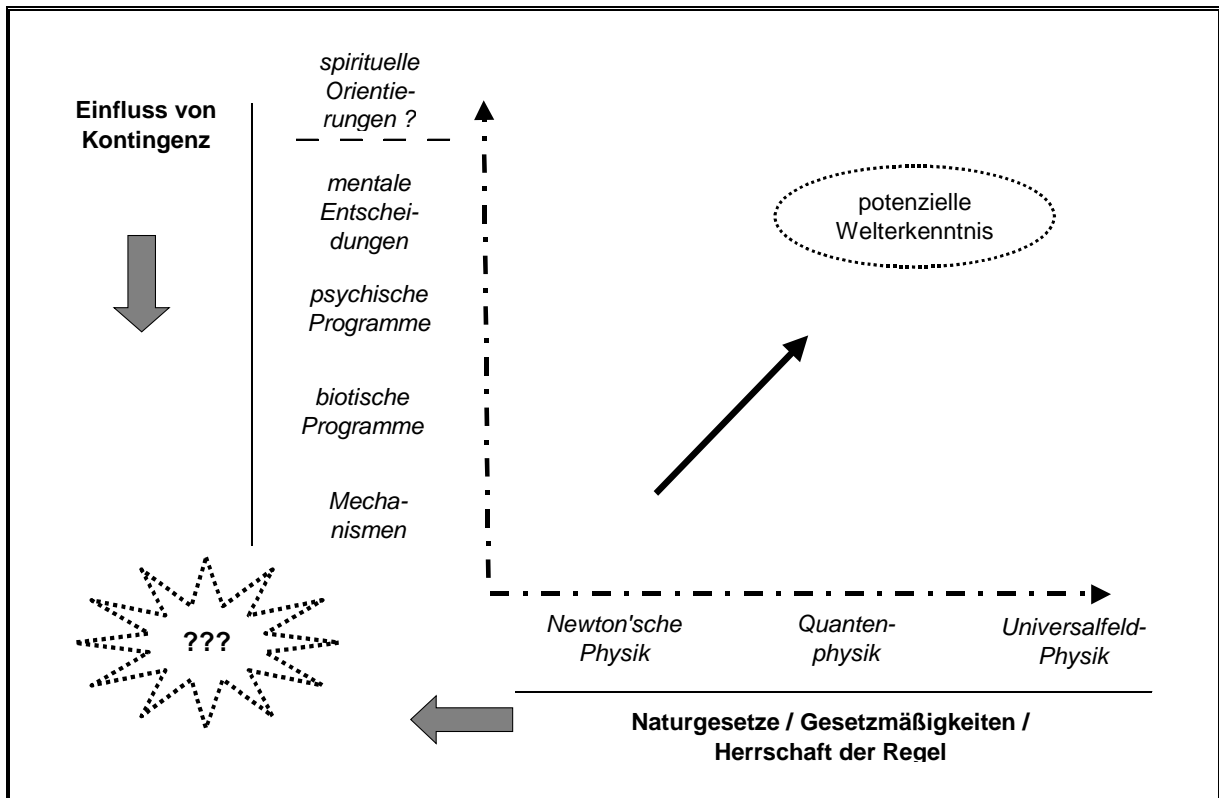 spirituelle
Orientie-
rungen ?
Einfluss von
Kontingenz
mentale
Entschei-
dungen
psychische
Programme
biotische
Programme
Mecha-
nismen
potenzielle
Welterkenntnis
???
Newton'sche
Physik
Quanten-
physik
Universalfeld-
Physik
Naturgesetze / Gesetzmäßigkeiten /
Herrschaft der Regel